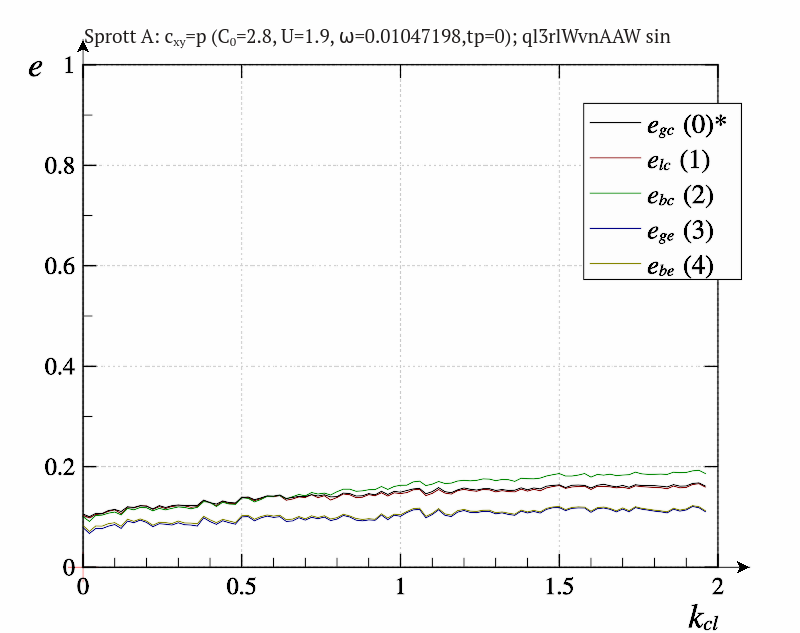 Sprott A: cxy=p (C0=2.8, U=1.9, ω=0.01047198,tp=0); ql3rlWvnAAW sin
e
1
0.8
0.6
0.4
0.2
0
egc (0)*
elc (1)
ebc (2)
ege (3)
ebe (4)
0 0.5 1 1.5 2
kcl